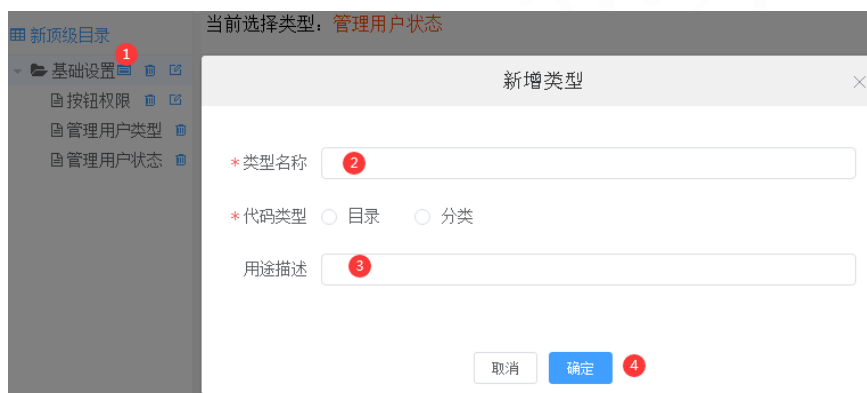 新顶级目录
当前选择类型：管理用户状态
1
基础设置
按钮权限
管理用户类型
管理用户状态
新增类型
*类型名称 2
*代码类型 目录 分类
用途描述 3
取消 确定 4